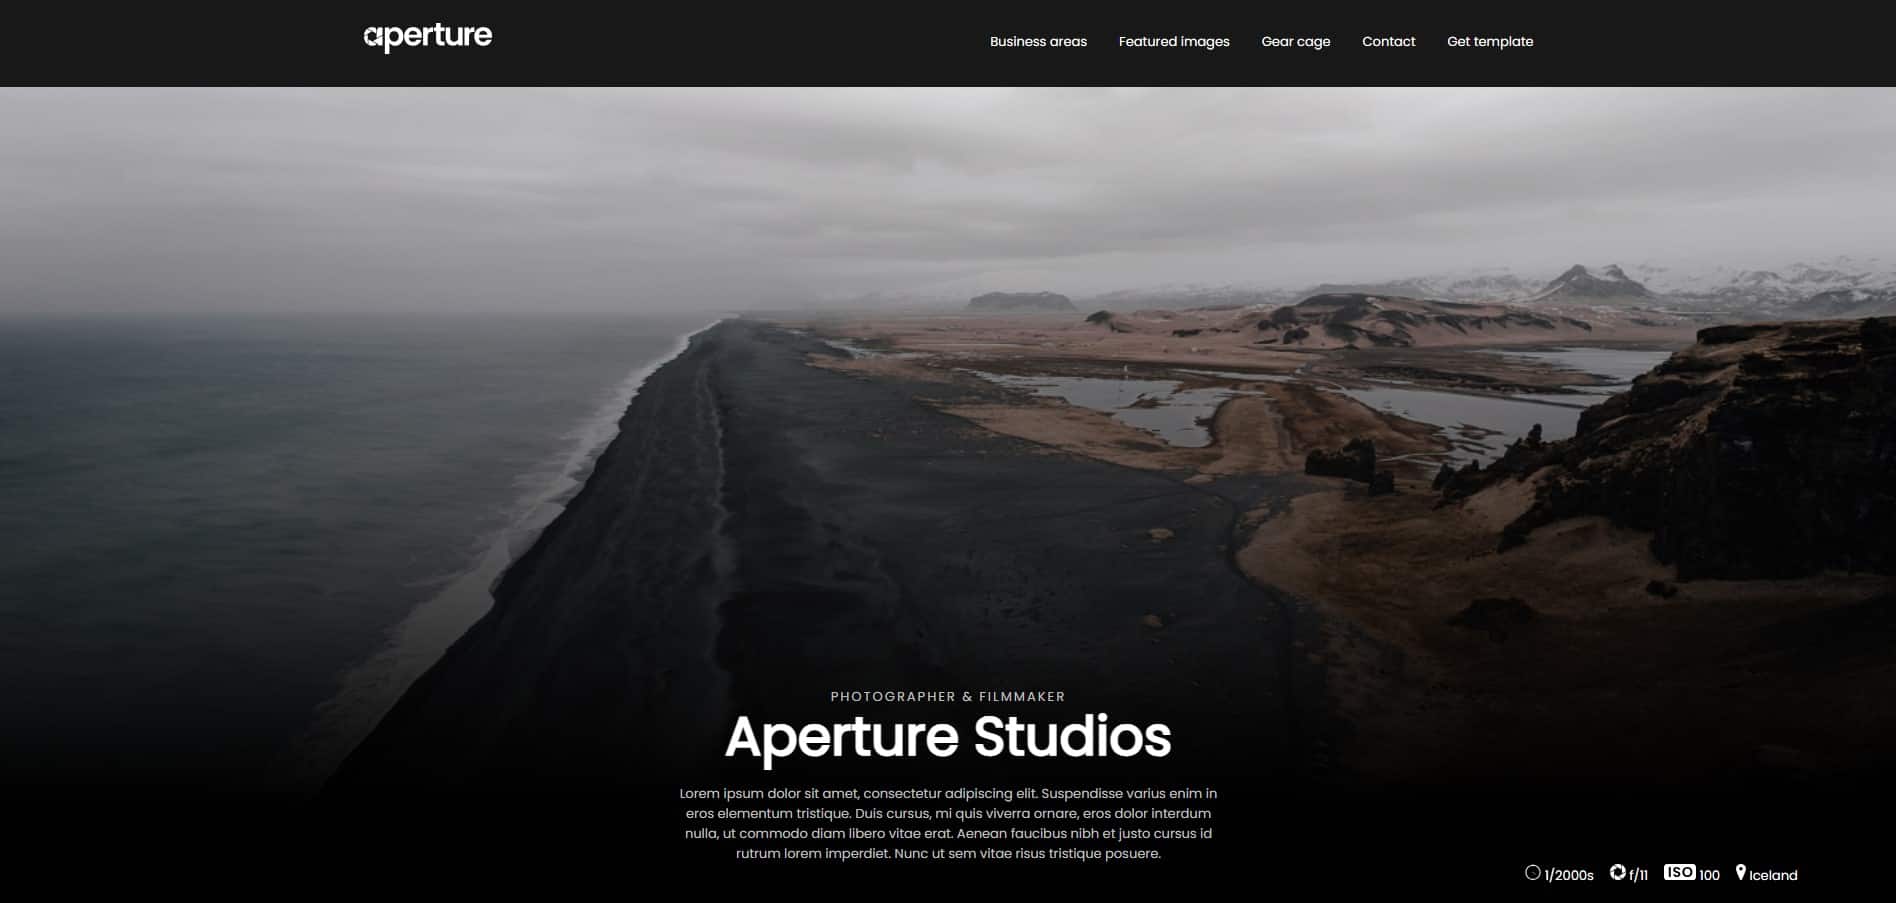 aperture
Business areas Featured images Gear cage Contact Get template
PHOTOGRAPHER & FILMMAKER
Aperture Studios
Lorem ipsum dolor sit amet, consectetur adipiscing elit. Suspendisse varius enim in
eros elementum tristique. Duis cursus, mi quis viverra ornare, eros dolor interdum
nulla, ut commodo diam libero vitae erat. Aenean faucibus nibh et justo cursus id
rutrum lorem imperdiet. Nunc ut sem vitae risus tristique posuere.
1/2000s f/11 ISO 100 Iceland